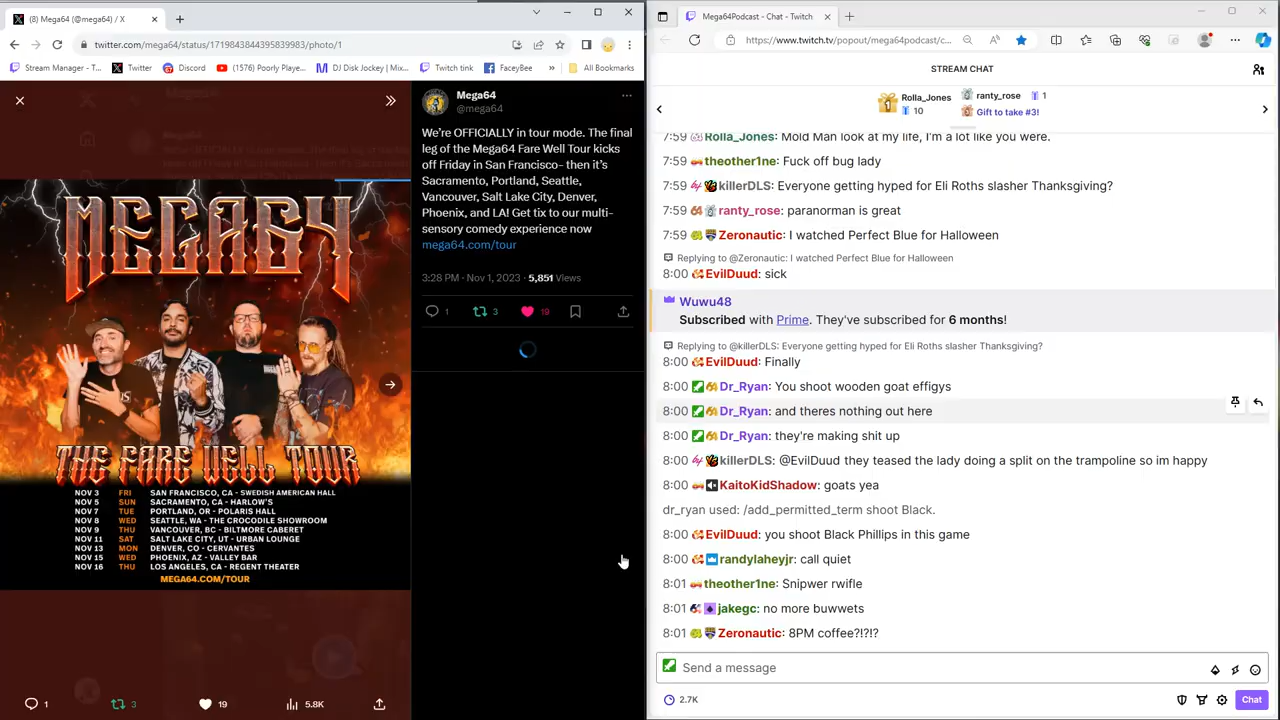 (8) Mega64 (@mega64) / X
twitter.com/mega64/status/1719843844395839983/photo/1
Stream Manager - T...
Twitter
Discord
(1576) Poorly Playe...
DJ Disk Jockey | Mix...
Twitch tink
FaceyBee
»
All Bookmarks
MEGA64
THE FARE WELL TOUR
NOV 3 FRI SAN FRANCISCO, CA - SWEDISH AMERICAN HALL
NOV 5 SUN SACRAMENTO, CA - HARLOW'S
NOV 7 TUE PORTLAND, OR - POLARIS HALL
NOV 8 WED SEATTLE, WA - THE CROCODILE SHOWROOM
NOV 9 THU VANCOUVER, BC - BILTMORE CABERET
NOV 11 SAT SALT LAKE CITY, UT - URBAN LOUNGE
NOV 13 MON DENVER, CO - CERVANTES
NOV 15 WED PHOENIX, AZ - VALLEY BAR
NOV 16 THU LOS ANGELES, CA - REGENT THEATER
MEGA64.COM/TOUR
1
3
19
5.8K
Mega64
@mega64
We're OFFICIALLY in tour mode. The final
leg of the Mega64 Fare Well Tour kicks
off Friday in San Francisco- then it's
Sacramento, Portland, Seattle,
Vancouver, Salt Lake City, Denver,
Phoenix, and LA! Get tix to our multi-
sensory comedy experience now
mega64.com/tour
3:28 PM · Nov 1, 2023 · 5,851 Views
1
3
19
Mega64Podcast - Chat - Twitch
https://www.twitch.tv/popout/mega64podcast/c...
STREAM CHAT
Rolla_Jones
10
ranty_rose 1
Gift to take #3!
7:59 Rolla_Jones: Mold Man look at my life, I'm a lot like you were.
7:59 theother1ne: Fuck off bug lady
7:59 killerDLS: Everyone getting hyped for Eli Roths slasher Thanksgiving?
7:59 ranty_rose: paranorman is great
7:59 Zeronautic: I watched Perfect Blue for Halloween
Replying to @Zeronautic: I watched Perfect Blue for Halloween
8:00 EvilDuud: sick
Wuwu48
Subscribed with Prime. They've subscribed for 6 months!
Replying to @killerDLS: Everyone getting hyped for Eli Roths slasher Thanksgiving?
8:00 EvilDuud: Finally
8:00 Dr_Ryan: You shoot wooden goat effigys
8:00 Dr_Ryan: and theres nothing out here
8:00 Dr_Ryan: they're making shit up
8:00 killerDLS: @EvilDuud they teased the lady doing a split on the trampoline so im happy
8:00 KaitoKidShadow: goats yea
dr_ryan used: /add_permitted_term shoot Black.
8:00 EvilDuud: you shoot Black Phillips in this game
8:00 randylaheyjr: call quiet
8:01 theother1ne: Snipwer rwifle
8:01 jakegc: no more buwwets
8:01 Zeronautic: 8PM coffee?!?!?
Send a message
2.7K
Chat